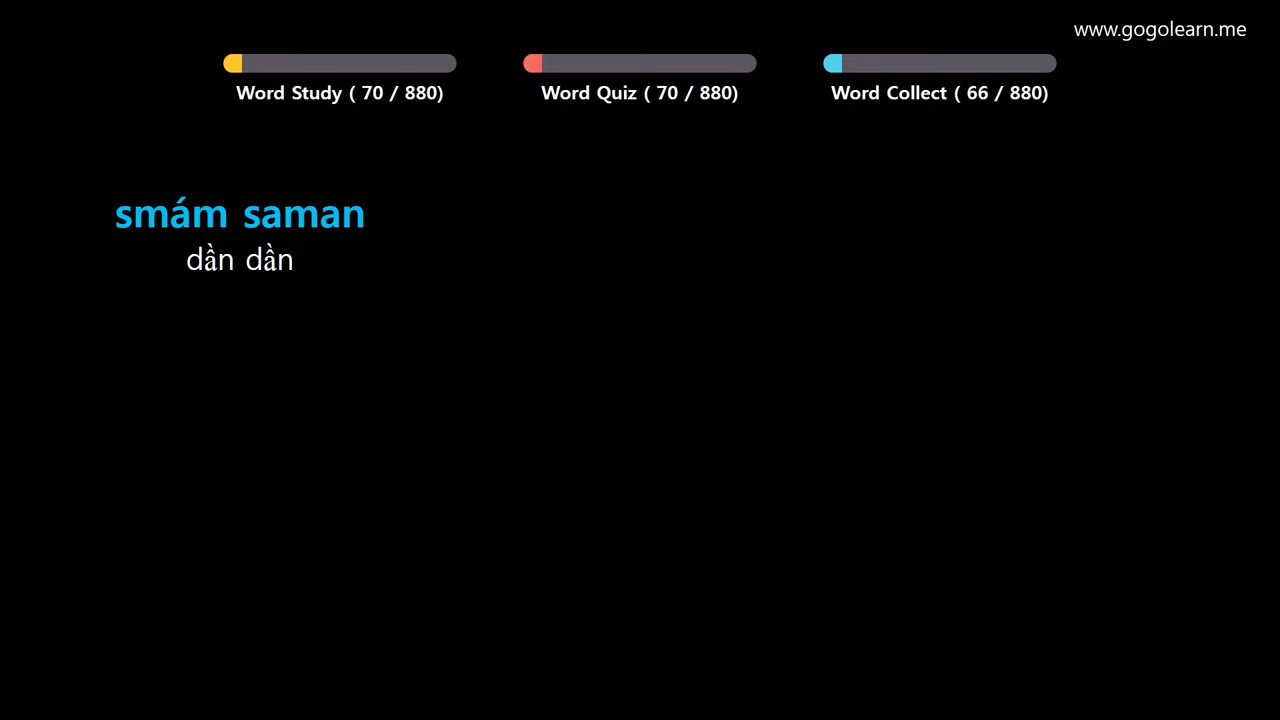 www.gogolearn.me
Word Study ( 70 / 880)
Word Quiz ( 70 / 880)
Word Collect ( 66 / 880)
smám saman
dần dần